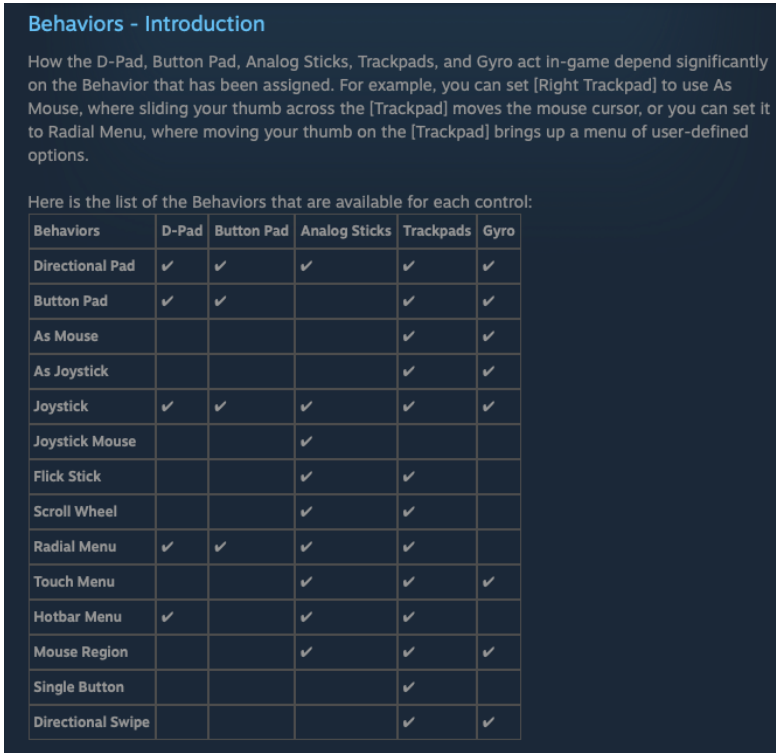 Behaviors - Introduction
How the D-Pad, Button Pad, Analog Sticks, Trackpads, and Gyro act in-game depend significantly
on the Behavior that has been assigned. For example, you can set [Right Trackpad] to use As
Mouse, where sliding your thumb across the [Trackpad] moves the mouse cursor, or you can set it
to Radial Menu, where moving your thumb on the [Trackpad] brings up a menu of user-defined
options.
Here is the list of the Behaviors that are available for each control:
Behaviors D-Pad Button Pad Analog Sticks Trackpads Gyro
Directional Pad ✔ ✔ ✔ ✔ ✔
Button Pad ✔ ✔ ✔ ✔
As Mouse ✔ ✔
As Joystick ✔ ✔
Joystick ✔ ✔ ✔ ✔ ✔
Joystick Mouse ✔
Flick Stick ✔ ✔
Scroll Wheel ✔ ✔
Radial Menu ✔ ✔ ✔ ✔
Touch Menu ✔ ✔ ✔
Hotbar Menu ✔ ✔ ✔
Mouse Region ✔ ✔ ✔
Single Button ✔
Directional Swipe ✔ ✔